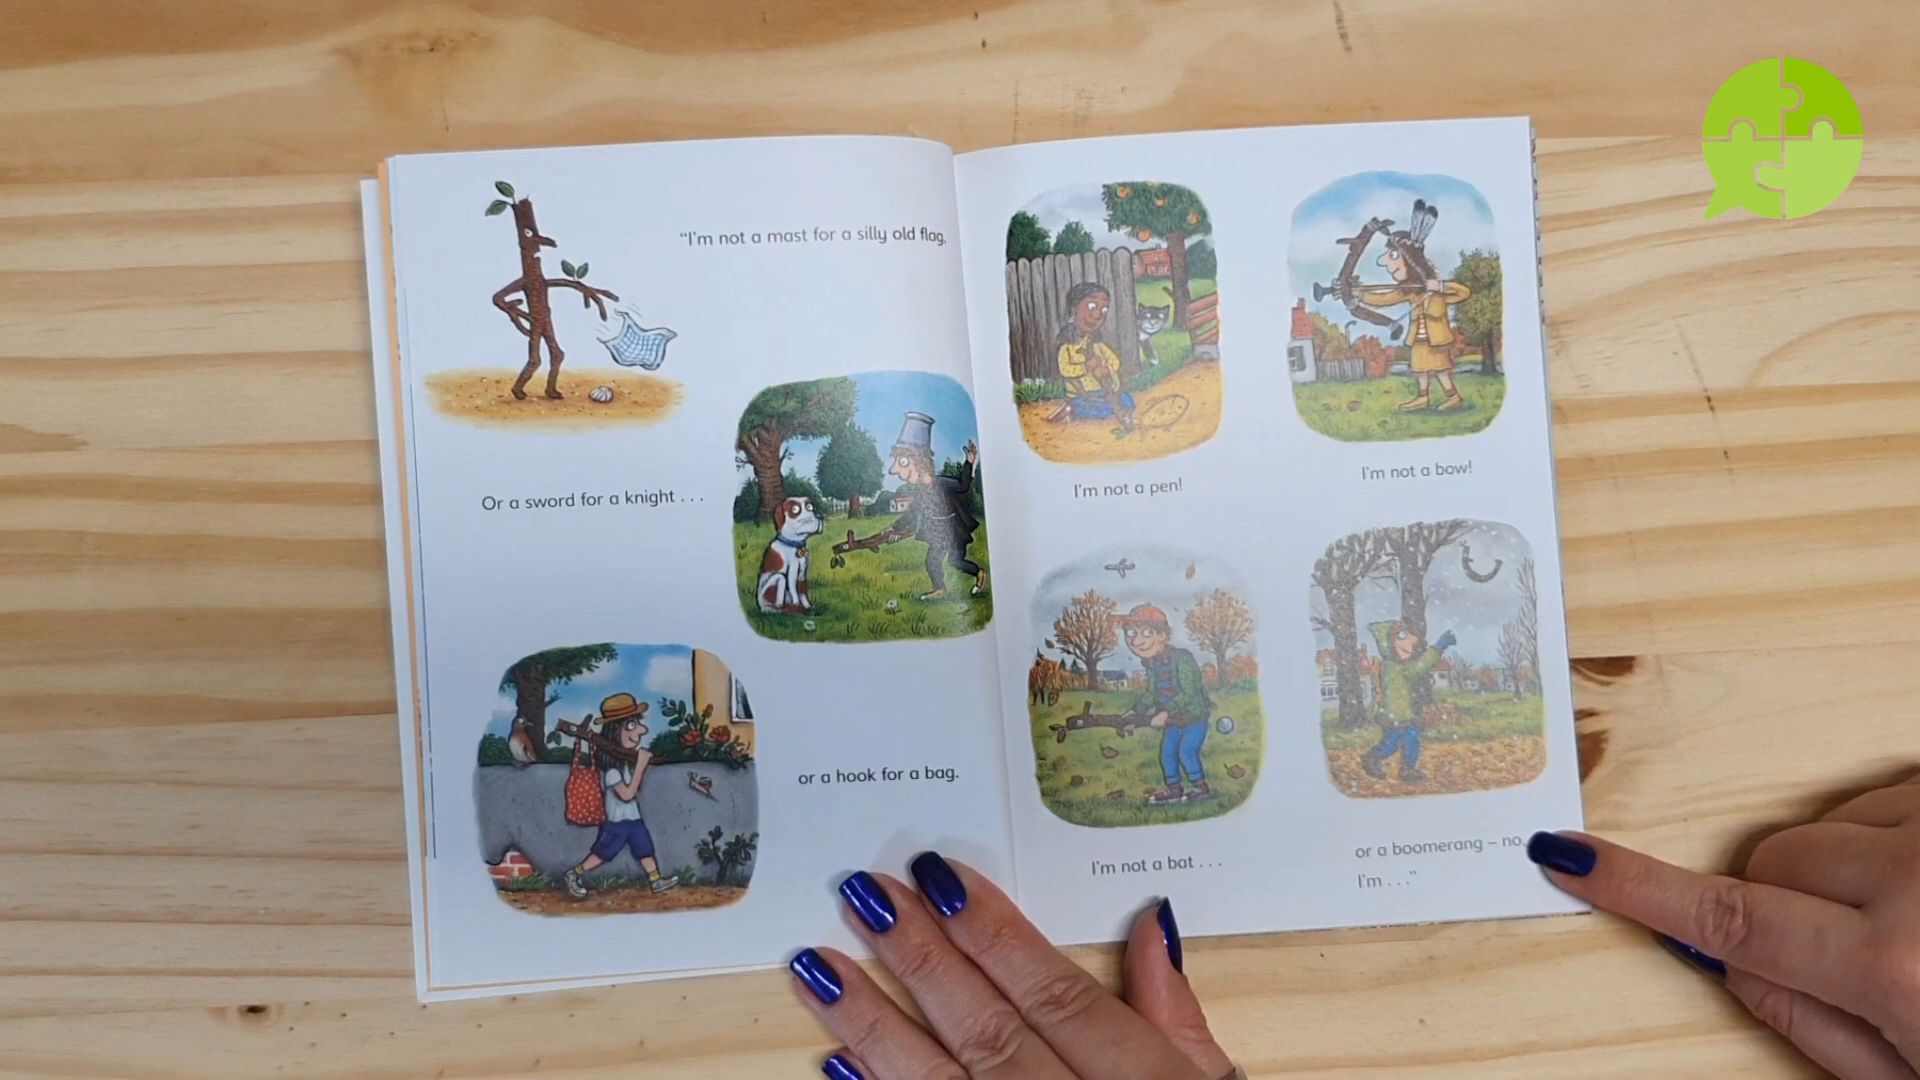 "I'm not a mast for a silly old flag,
Or a sword for a knight . . .
or a hook for a bag.
I'm not a pen!
I'm not a bow!
I'm not a bat . . .
or a boomerang – no,
I'm . . ."